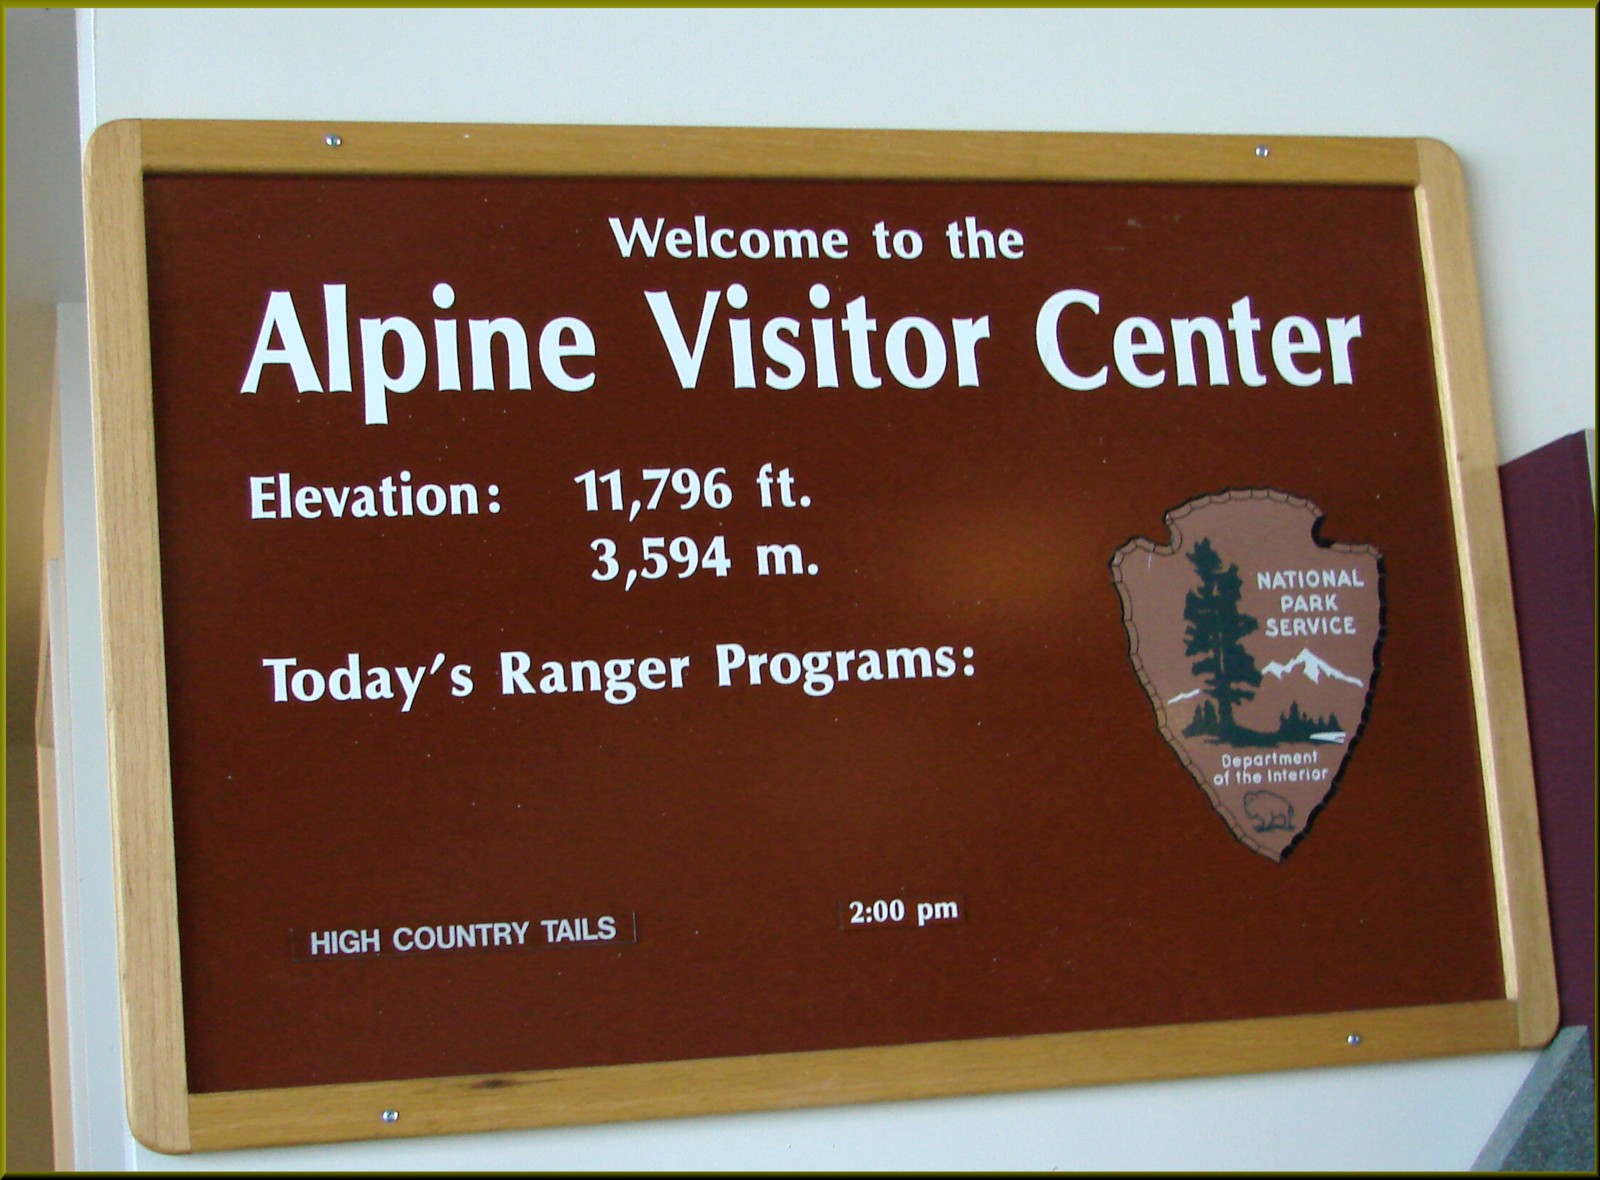 Welcome to the
Alpine Visitor Center
Elevation: 11,796 ft.
3,594 m.
NATIONAL
PARK
SERVICE
Today's Ranger Programs:
Department
of the Interior
HIGH COUNTRY TAILS 2:00 pm